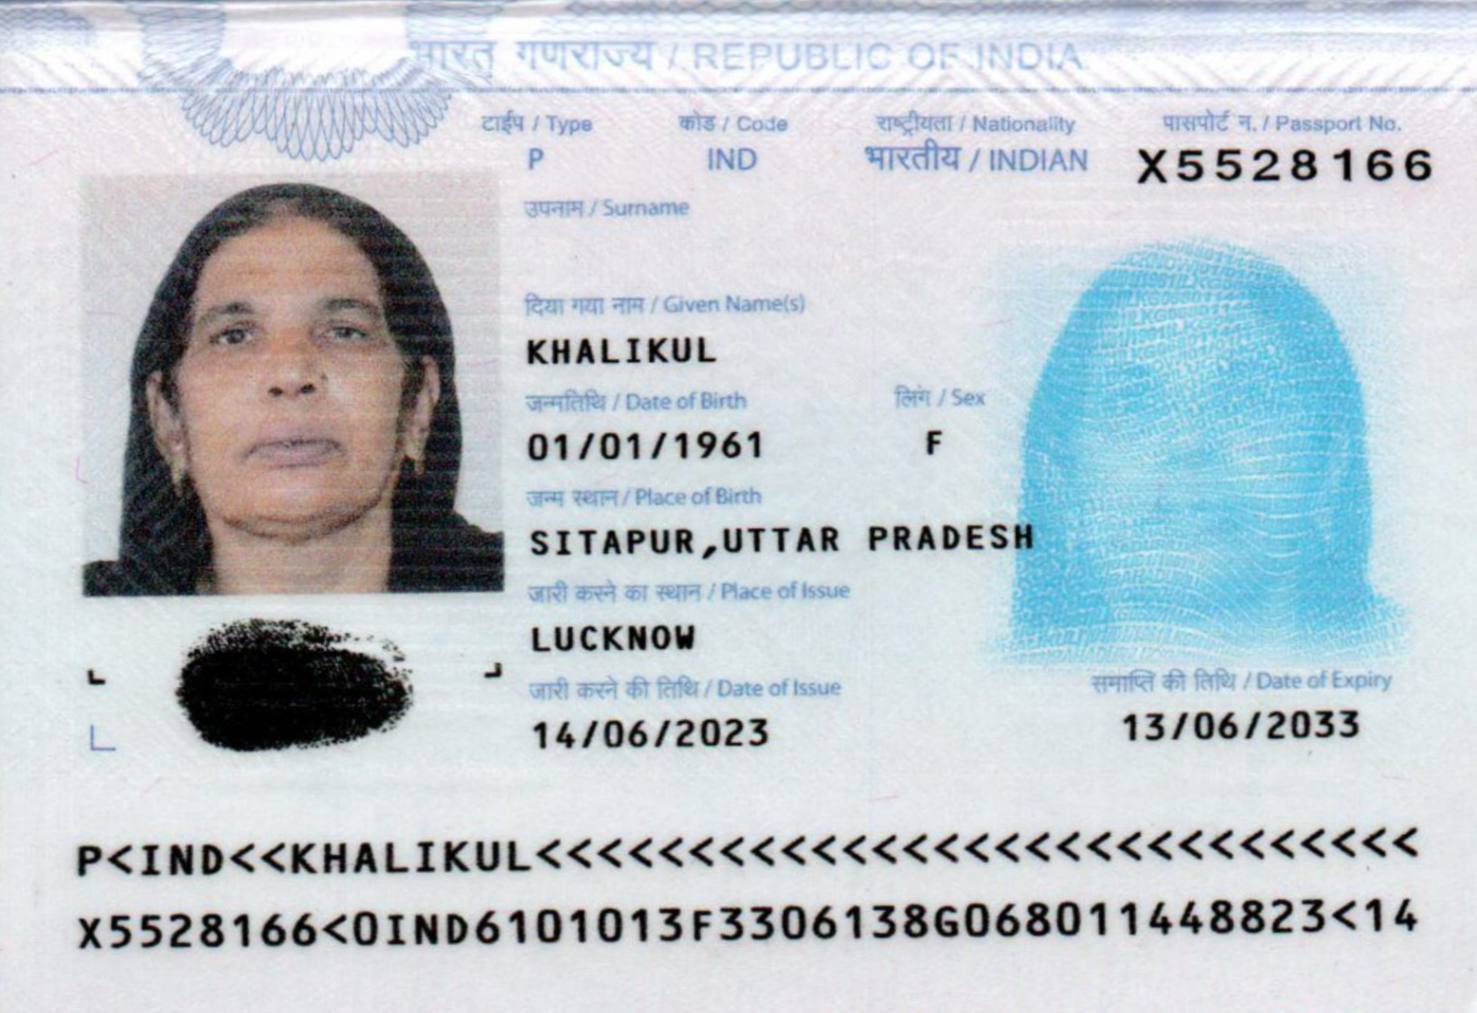 भारत गणराज्य / REPUBLIC OF INDIA
टाईप / Type कोड / Code राष्ट्रीयता / Nationality पासपोर्ट न. / Passport No.
P IND भारतीय / INDIAN X5528166
उपनाम / Surname
दिया गया नाम / Given Name(s)
KHALIKUL
जन्मतिथि / Date of Birth लिंग / Sex
01/01/1961 F
जन्म स्थान / Place of Birth
SITAPUR,UTTAR PRADESH
जारी करने का स्थान / Place of Issue
LUCKNOW
जारी करने की तिथि / Date of Issue समाप्ति की तिथि / Date of Expiry
14/06/2023 13/06/2033
P<IND<<KHALIKUL<<<<<<<<<<<<<<<<<<<<<<<<<<<<<
X5528166<0IND6101013F3306138G068011448823<14